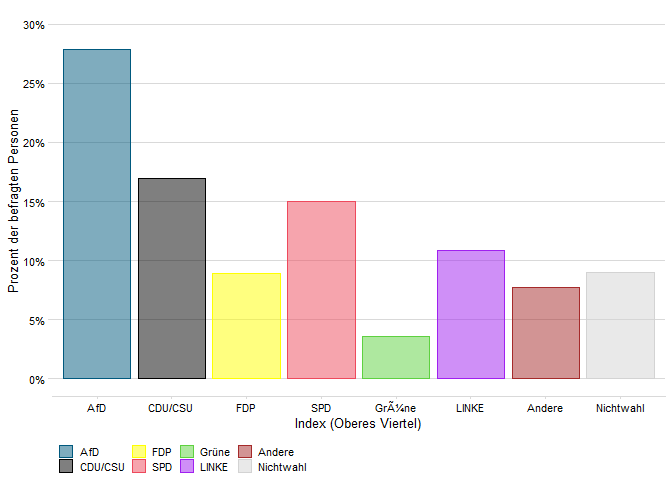 30%
25%
20%
15%
10%
5%
0%
Prozent der befragten Personen
AfD CDU/CSU FDP SPD GrÃ¼ne LINKE Andere Nichtwahl
Index (Oberes Viertel)
AfD FDP Grüne Andere
CDU/CSU SPD LINKE Nichtwahl